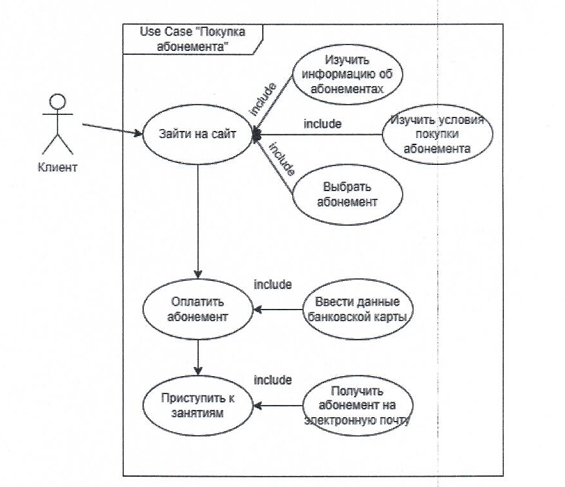 Use Case "Покупка
абонемента"
Изучить
информацию об
абонементах
include
Клиент
Зайти на сайт
include
Изучить условия
покупки
абонемента
include
Выбрать
абонемент
Оплатить
абонемент
include
Ввести данные
банковской карты
Приступить к
занятиям
include
Получить
абонемент на
электронную почту